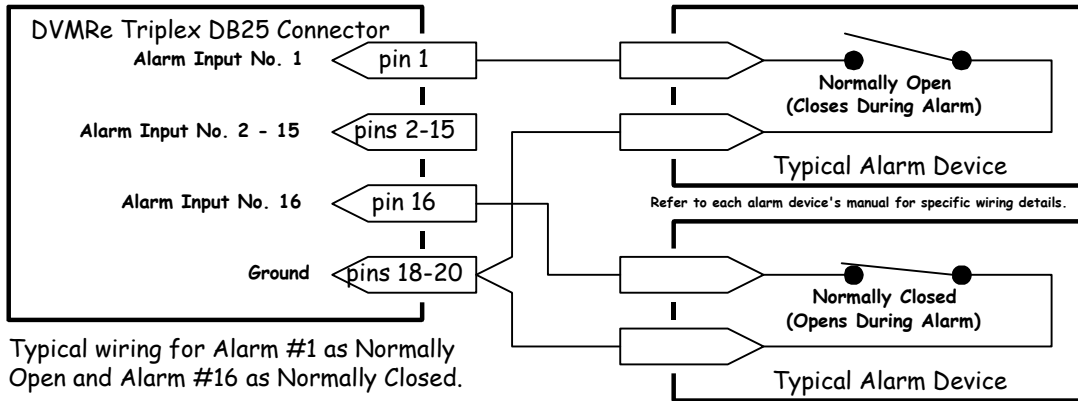 DVMRe Triplex DB25 Connector
Alarm Input No. 1
pin 1
Alarm Input No. 2 - 15
pins 2-15
Alarm Input No. 16
pin 16
Ground
pins 18-20
Typical wiring for Alarm #1 as Normally
Open and Alarm #16 as Normally Closed.
Normally Open
(Closes During Alarm)
Typical Alarm Device
Refer to each alarm device's manual for specific wiring details.
Normally Closed
(Opens During Alarm)
Typical Alarm Device